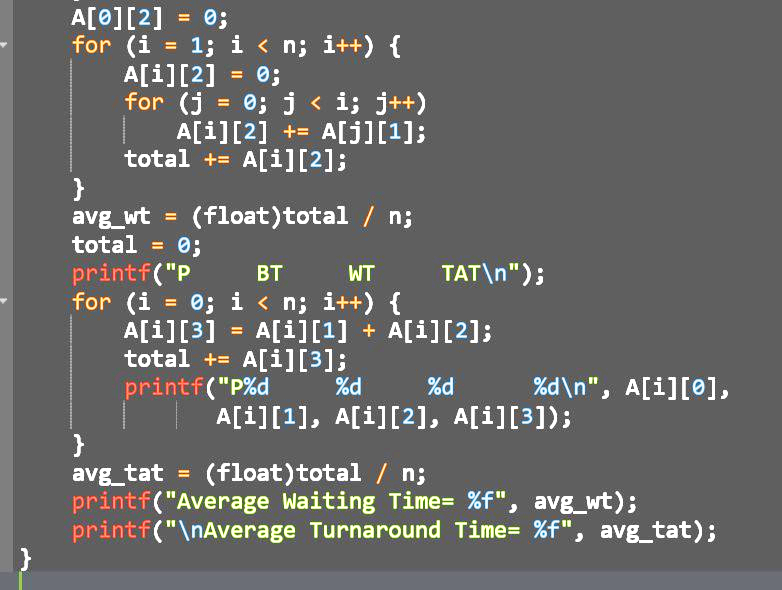 A[0][2] = 0;
for (i = 1; i < n; i++) {
A[i][2] = 0;
for (j = 0; j < i; j++)
A[i][2] += A[j][1];
total += A[i][2];
}
avg_wt = (float)total / n;
total = 0;
printf("P     BT     WT     TAT\n");
for (i = 0; i < n; i++) {
A[i][3] = A[i][1] + A[i][2];
total += A[i][3];
printf("P%d     %d     %d      %d\n", A[i][0],
A[i][1], A[i][2], A[i][3]);
}
avg_tat = (float)total / n;
printf("Average Waiting Time= %f", avg_wt);
printf("\nAverage Turnaround Time= %f", avg_tat);
}